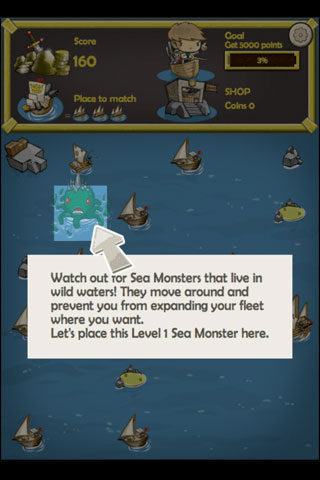 Score
160
Goal
Get 5000 points
3%
Place to match
=
SHOP
Coins 0
Watch out for Sea Monsters that live in
wild waters! They move around and
prevent you from expanding your fleet
where you want.
Let's place this Level 1 Sea Monster here.